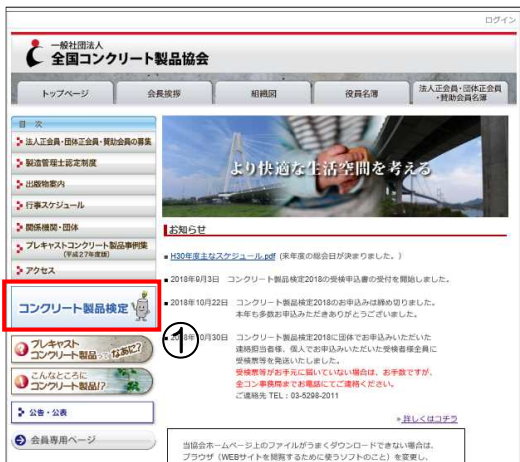 ログイン
一般社団法人
全国コンクリート製品協会
トップページ
会長挨拶
組織図
役員名簿
法人正会員・団体正会員
・賛助会員名簿
目 次
法人正会員・団体正会員・賛助会員の募集
製造管理士認定制度
出版物案内
行事スケジュール
関係機関・団体
プレキャストコンクリート製品事例集
(平成27年度版)
アクセス
コンクリート製品検定
プレキャスト
コンクリート製品って なあに?
こんなところに
コンクリート製品!?
公告・公表
会員専用ページ
より快適な生活空間を考える
お知らせ
H30年度主なスケジュール.pdf (来年度の総会日が決まりました。)
2018年9月3日 コンクリート製品検定2018の受検申込書の受付を開始しました。
2018年10月22日 コンクリート製品検定2018のお申込みは締め切りました。
本年も多数お申込みただきありがとうございました。
①
2018年10月30日 コンクリート製品検定2018に団体でお申込みいただいた
連絡担当者様、個人でお申込みいただいた受検者様全員に
受検票等を発送いたしました。
受検票等がお手元に届いていない場合は、お手数ですが、
全コン事務局までお電話にてご連絡ください。
ご連絡先 TEL:03-5298-2011
»詳しくはコチラ
当協会ホームページ上のファイルがうまくダウンロードできない場合は、
ブラウザ(WEBサイトを閲覧するために使うソフトのこと)を変更し、